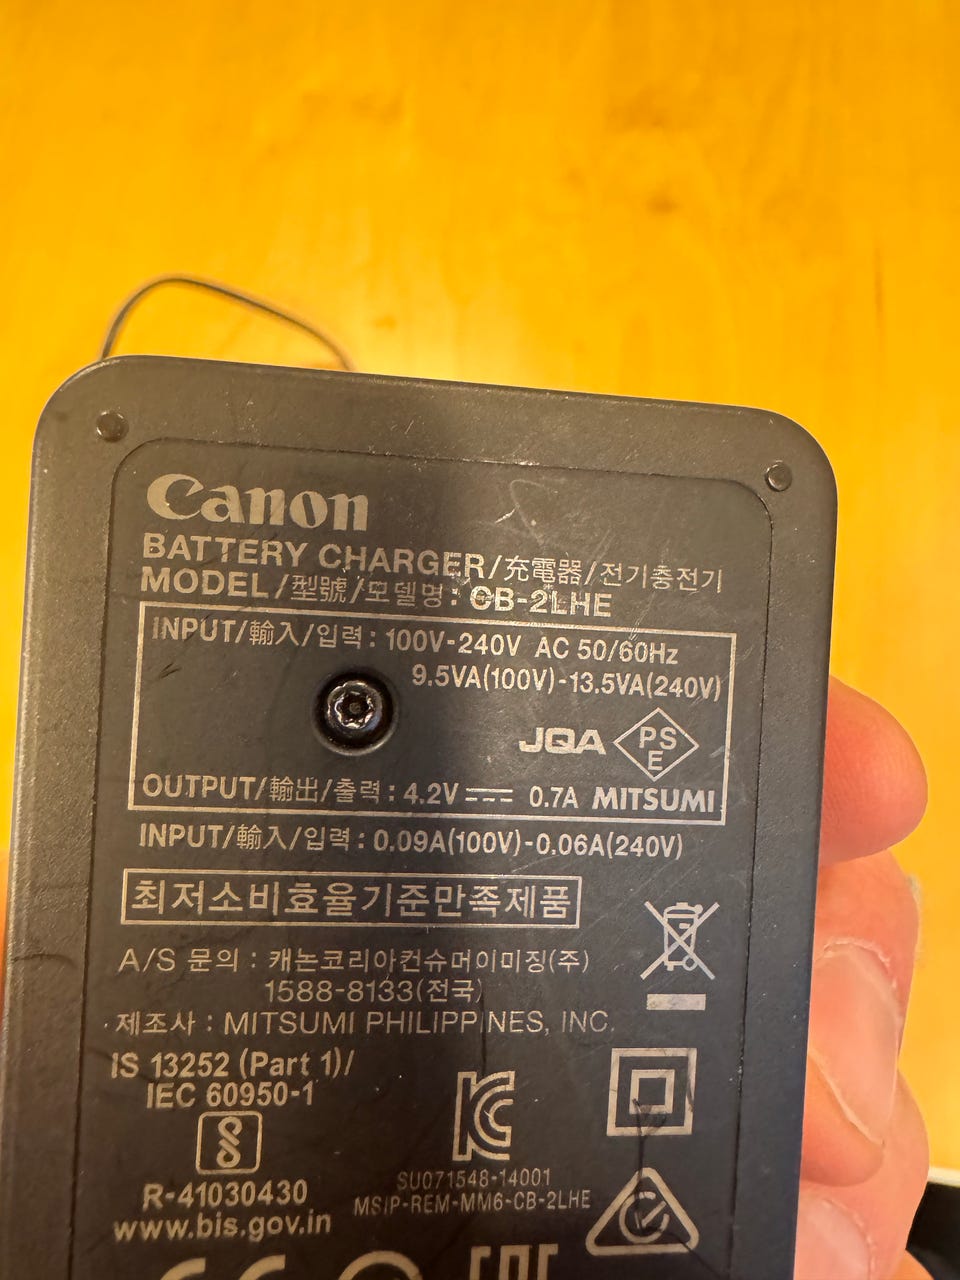 Canon
BATTERY CHARGER/充電器/전기충전기
MODEL/型號/모델명: CB-2LHE
INPUT/輸入/입력: 100V-240V AC 50/60Hz
9.5VA(100V)-13.5VA(240V)
JQA PSE
OUTPUT/輸出/출력: 4.2V ⎓ 0.7A MITSUMI
INPUT/輸入/입력: 0.09A(100V)-0.06A(240V)
최저소비효율기준만족제품
A/S 문의 : 캐논코리아컨슈머이미징(주)
1588-8133(전국)
제조사 : MITSUMI PHILIPPINES, INC.
IS 13252 (Part 1)/
IEC 60950-1
R-41030430
www.bis.gov.in
SU071548-14001
MSIP-REM-MM6-CB-2LHE